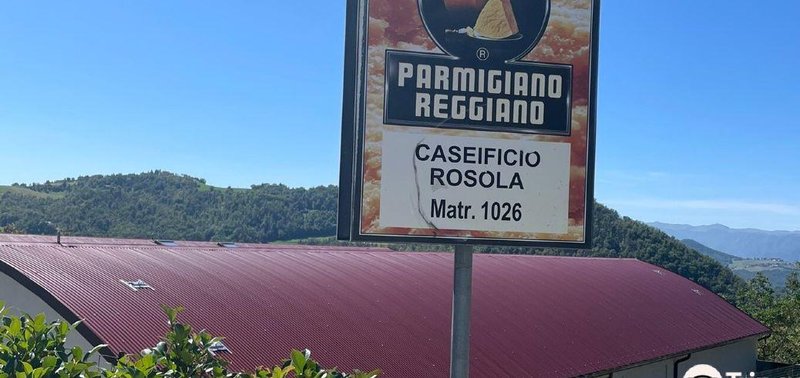 ®
PARMIGIANO
REGGIANO
CASEIFICIO
ROSOLA
Matr. 1026